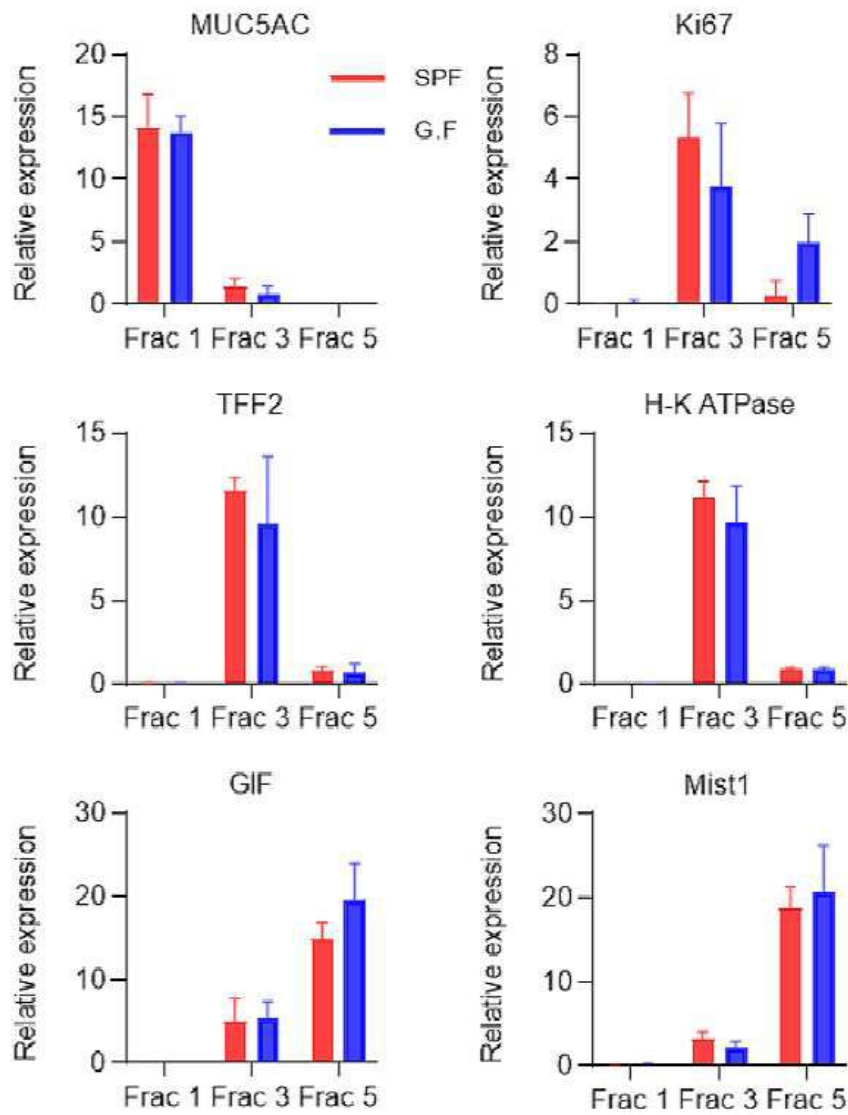 MUC5AC
Relative expression
20
15
10
5
0
Frac 1 Frac 3 Frac 5
SPF
G,F
Ki67
Relative expression
8
6
4
2
0
Frac 1 Frac 3 Frac 5
TFF2
Relative expression
15
10
5
0
Frac 1 Frac 3 Frac 5
H-K ATPase
Relative expression
15
10
5
0
Frac 1 Frac 3 Frac 5
GIF
Relative expression
30
20
10
0
Frac 1 Frac 3 Frac 5
Mist1
Relative expression
30
20
10
0
Frac 1 Frac 3 Frac 5